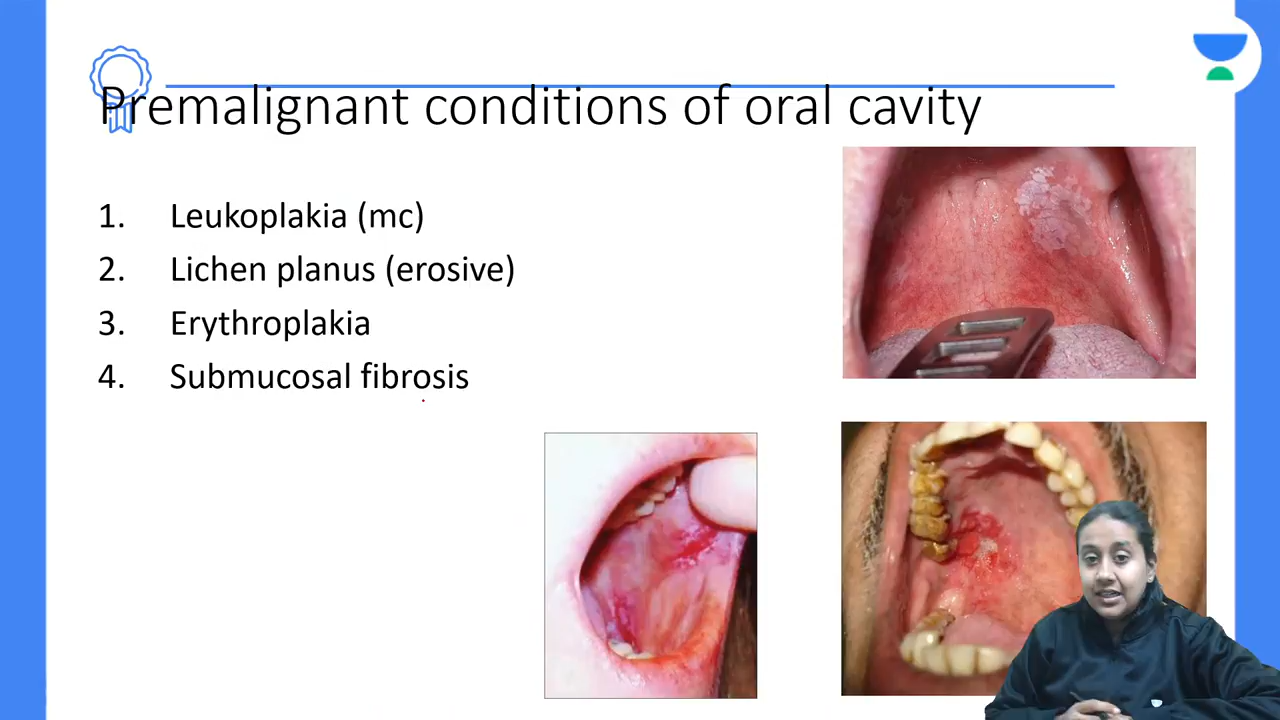 Premalignant conditions of oral cavity
1. Leukoplakia (mc)
2. Lichen planus (erosive)
3. Erythroplakia
4. Submucosal fibrosis